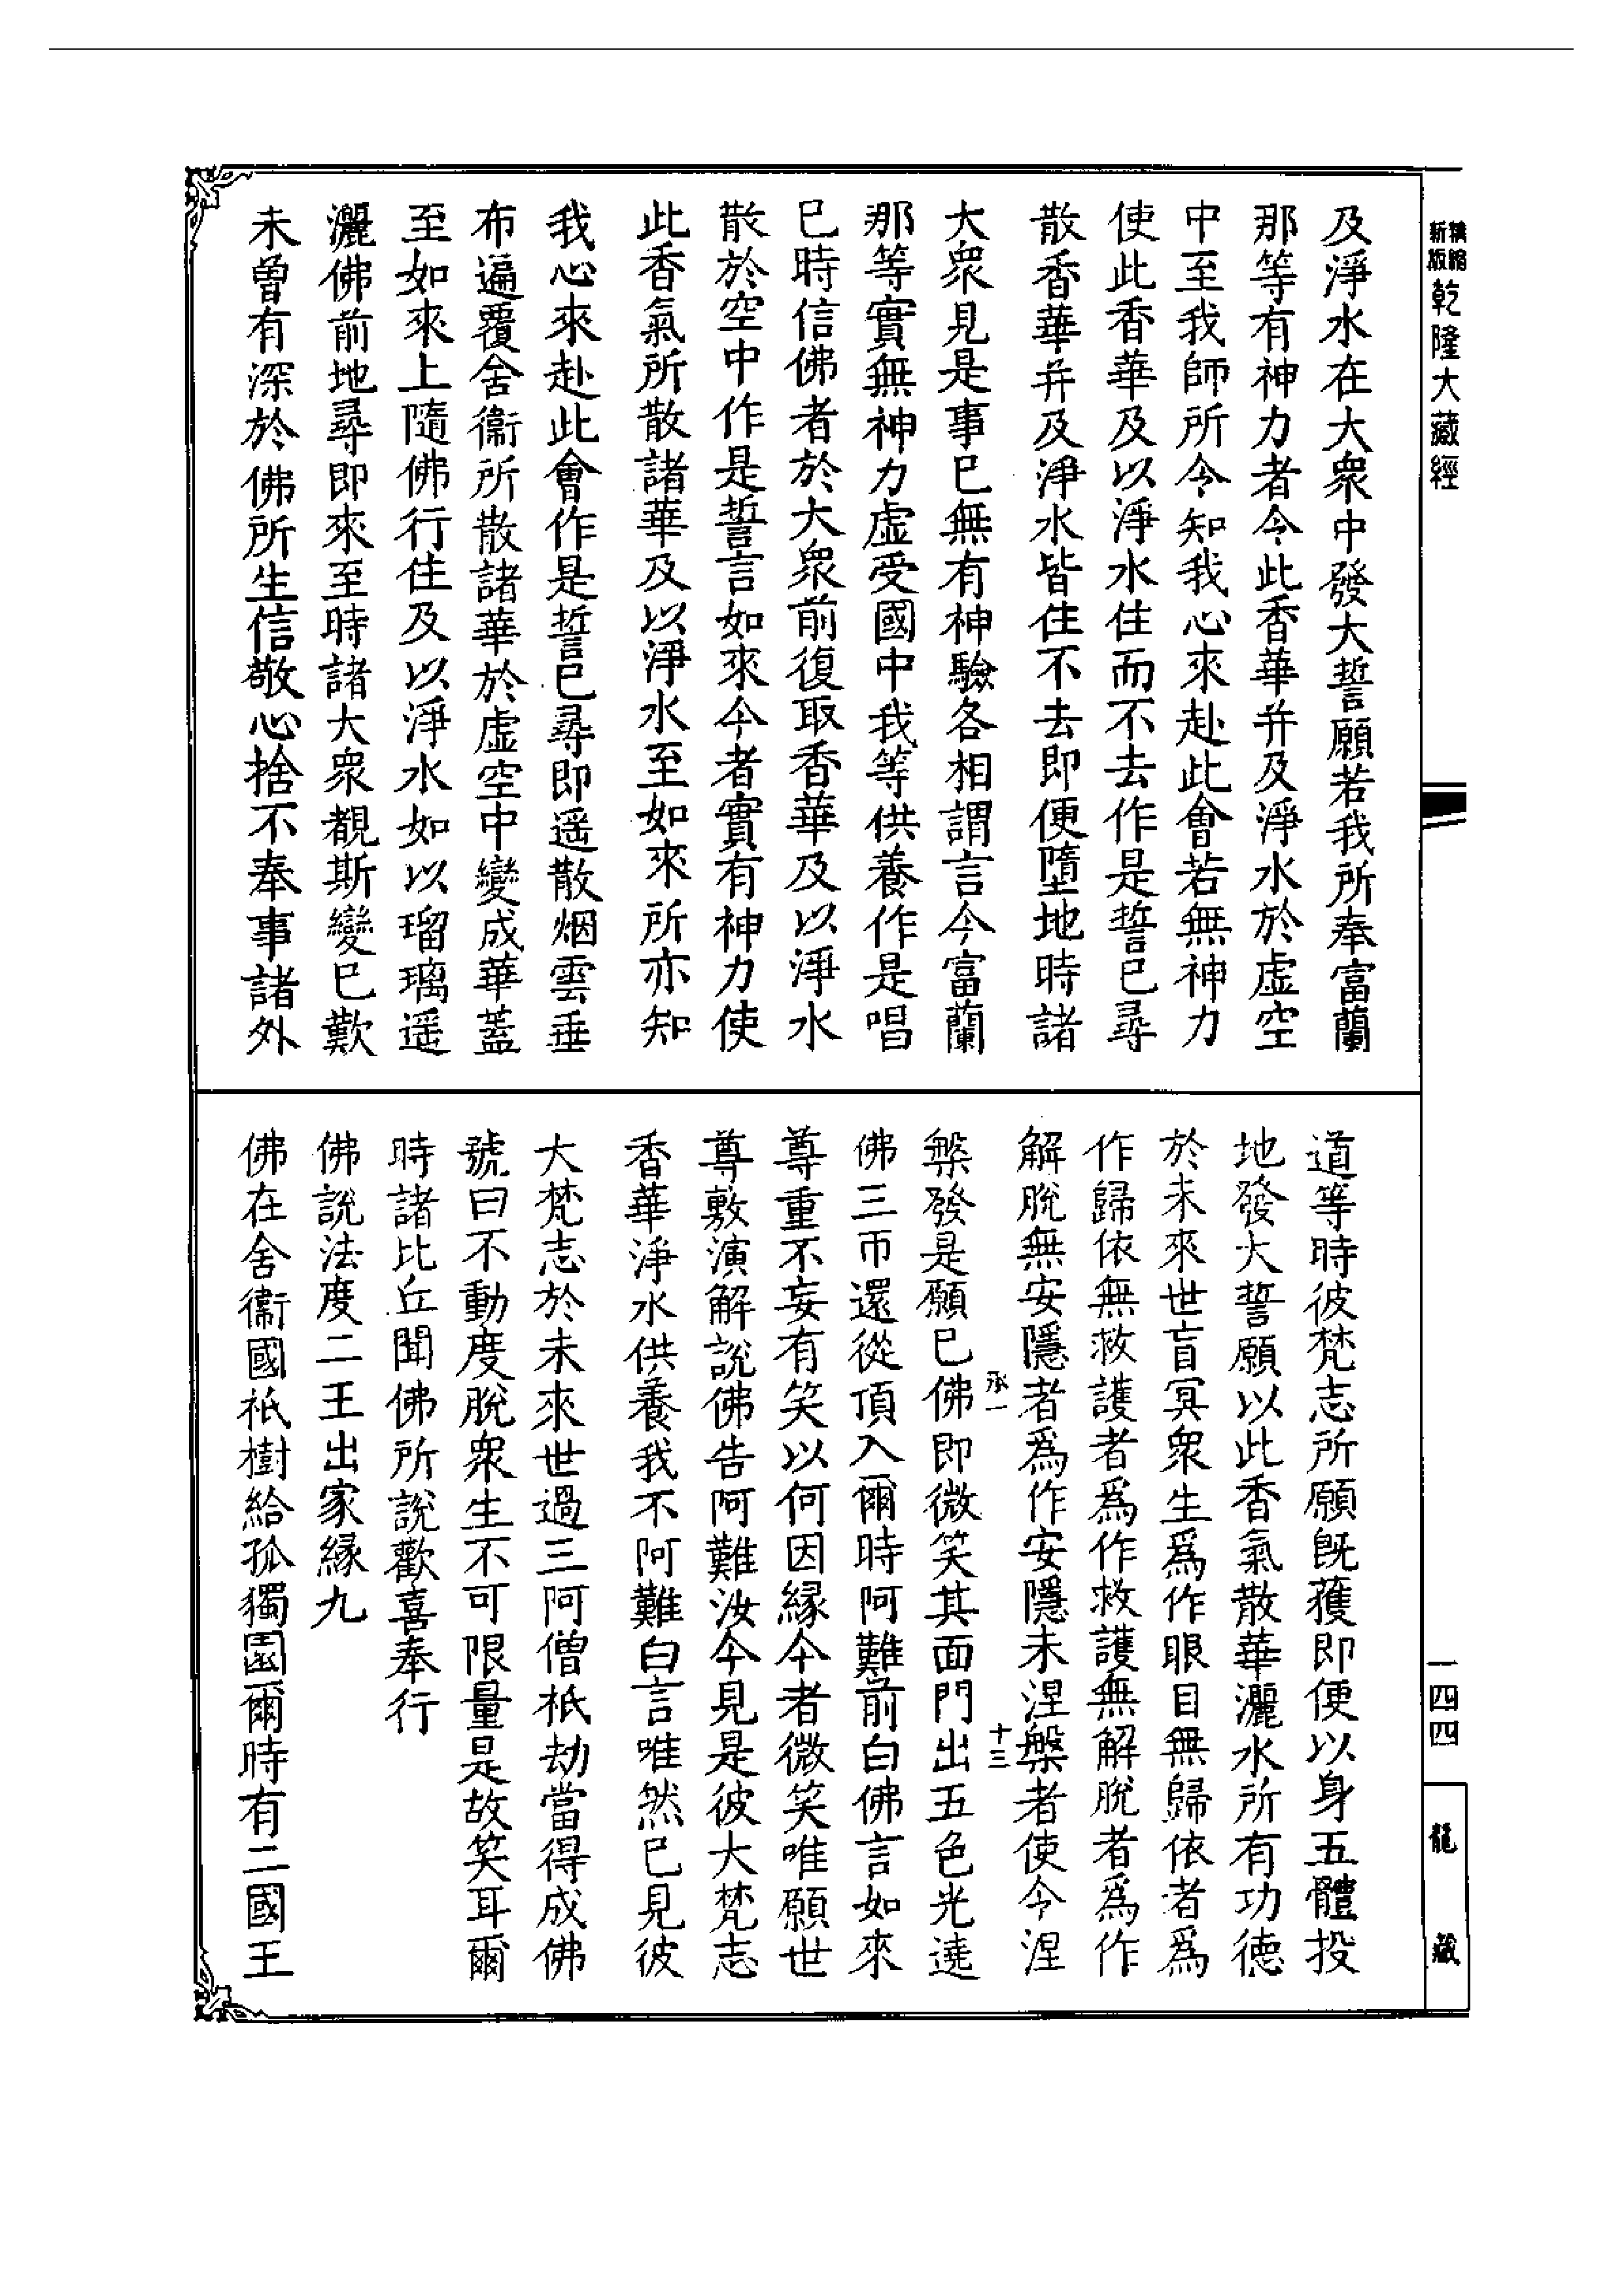 新版
精縮
乾隆大藏經
一四四
龍藏
及淨水在大衆中發大誓願若我所奉富蘭
那等有神力者令此香華并及淨水於虛空
中至我師所令知我心來赴此會若無神力
使此香華及以淨水住而不去作是誓已尋
散香華并及淨水皆住不去即便墮地時諸
大衆見是事已無有神驗各相謂言今富蘭
那等實無神力虛受國中我等供養作是唱
已時信佛者於大衆前復取香華及以淨水
散於空中作是誓言如來今者實有神力使
此香氣所散諸華及以淨水至如來所亦知
我心來赴此會作是誓已尋即遥散烟雲垂
布遍覆舍衞所散諸華於虛空中變成華蓋
至如來上隨佛行住及以淨水如以瑠璃遥
灑佛前地尋即來至時諸大衆覩斯變已歎
未曾有深於佛所生信敬心捨不奉事諸外
道等時彼梵志所願旣獲即便以身五體投
地發大誓願以此香氣散華灑水所有功德
於未來世盲冥衆生爲作眼目無歸依者爲
作歸依無救護者爲作救護無解脫者爲作
解脫無安隱者爲作安隱未涅槃者使令涅
承一
十三
槃發是願已佛即微笑其面門出五色光遶
佛三帀還從頂入爾時阿難前白佛言如來
尊重不妄有笑以何因緣今者微笑唯願世
尊敷演解說佛告阿難汝今見是彼大梵志
香華淨水供養我不阿難白言唯然已見彼
大梵志於未來世過三阿僧祇劫當得成佛
號曰不動度脫衆生不可限量是故笑耳爾
時諸比丘聞佛所說歡喜奉行
佛說法度二王出家緣九
佛在舍衞國祇樹給孤獨園爾時有二國王